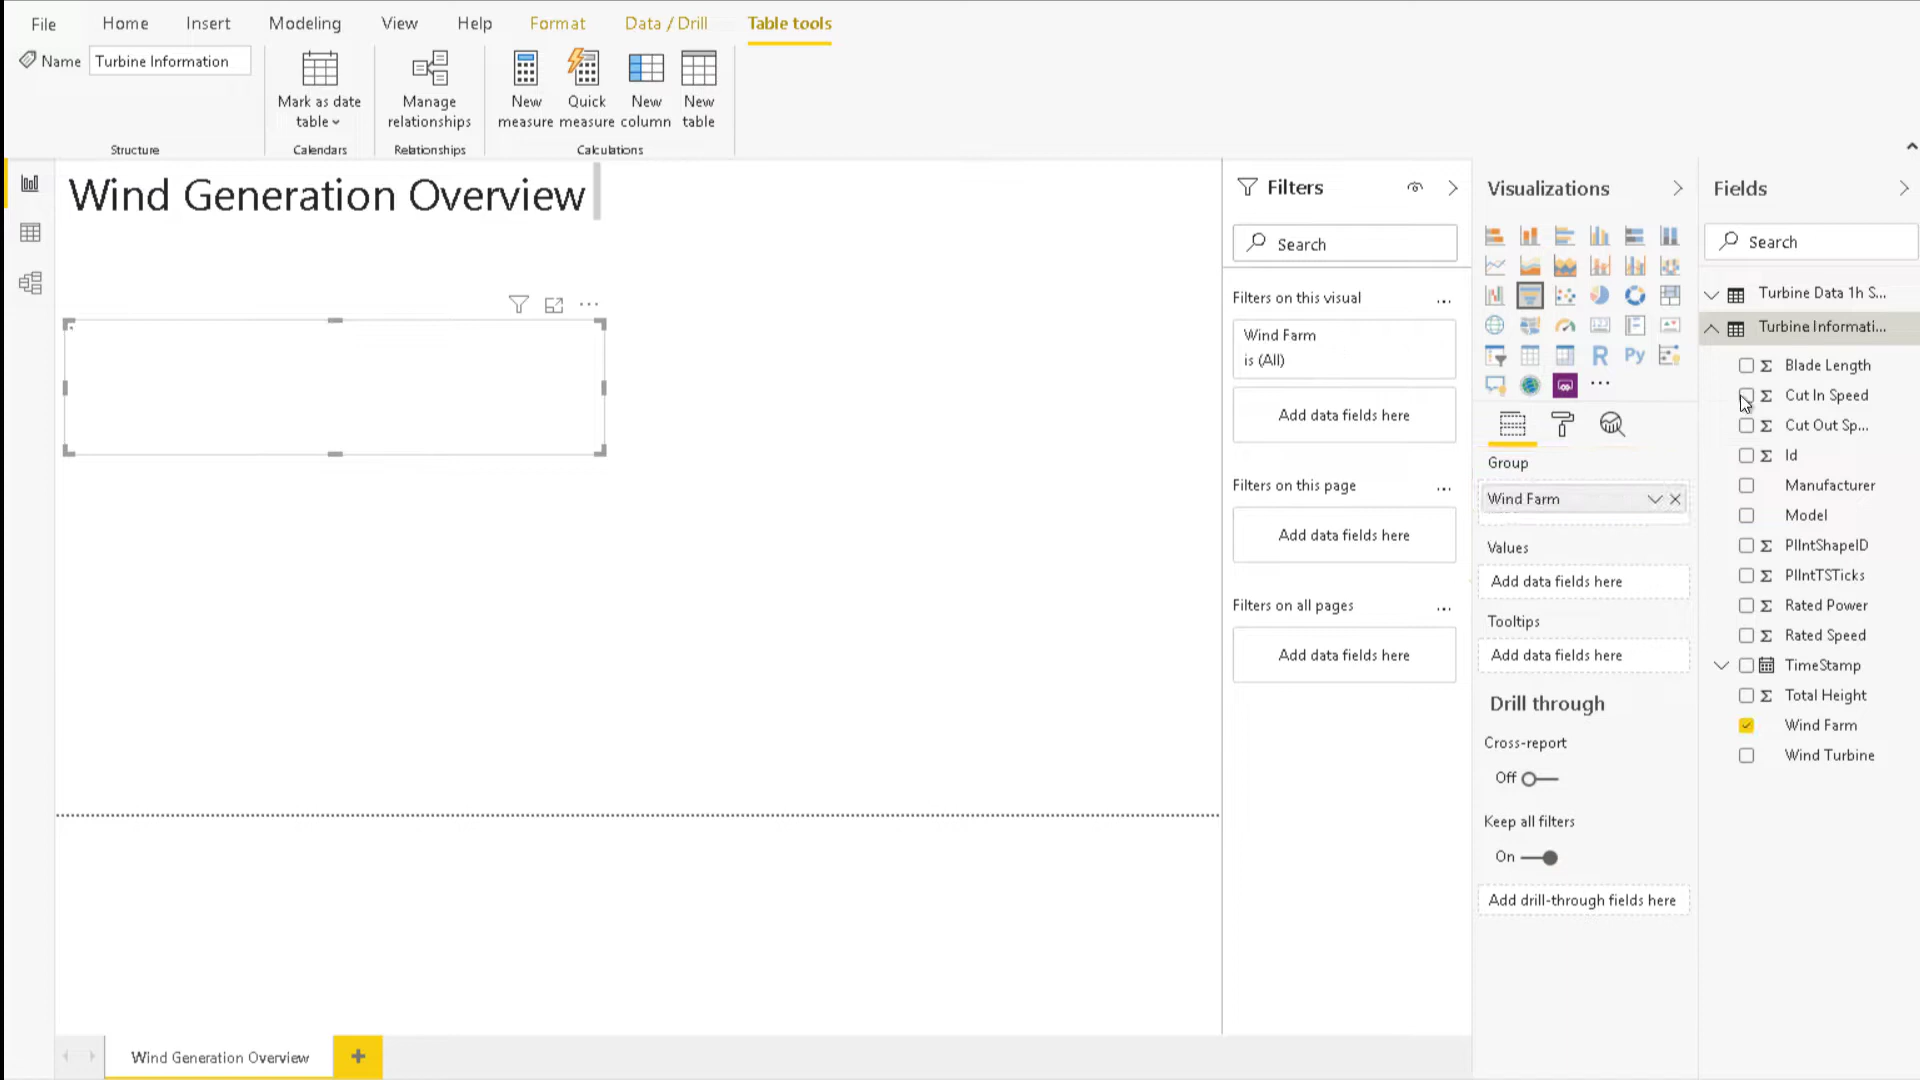 File Home Insert Modeling View Help Format Data / Drill Table tools
Name Turbine Information
Mark as date table
Manage relationships
New measure
Quick measure
New column
New table
Structure Calendars Relationships Calculations
Wind Generation Overview
Filters
Search
Filters on this visual ...
Wind Farm
is (All)
Add data fields here
Filters on this page ...
Add data fields here
Filters on all pages ...
Add data fields here
Visualizations
R Py
...
Group
Wind Farm
Values
Add data fields here
Tooltips
Add data fields here
Drill through
Cross-report
Off
Keep all filters
On
Add drill-through fields here
Fields
Search
Turbine Data 1h S...
Turbine Informati...
Σ Blade Length
Σ Cut In Speed
Σ Cut Out Sp...
Σ Id
Manufacturer
Model
Σ PIIntShapeID
Σ PIIntTSTicks
Σ Rated Power
Σ Rated Speed
TimeStamp
Σ Total Height
Wind Farm
Wind Turbine
Wind Generation Overview +